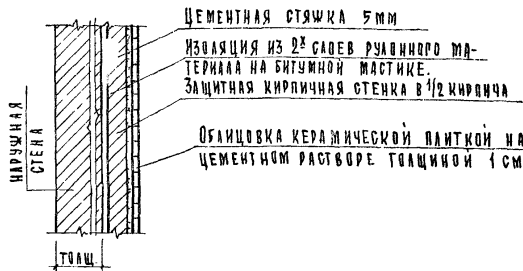 ЦЕМЕНТНАЯ СТЯЖКА 5ММ
ИЗОЛЯЦИЯ ИЗ 2Х СЛОЕВ РУЛОННОГО МА-
ТЕРИАЛА НА БИТУМНОЙ МАСТИКЕ.
ЗАЩИТНАЯ КИРПИЧНАЯ СТЕНКА В 1/2 КИРПИЧА
ОБЛИЦОВКА КЕРАМИЧЕСКОЙ ПЛИТКОЙ НА
ЦЕМЕНТНОМ РАСТВОРЕ ТОЛЩИНОЙ 1 СМ
НАРУЖНАЯ
СТЕНА
ТОЛЩ